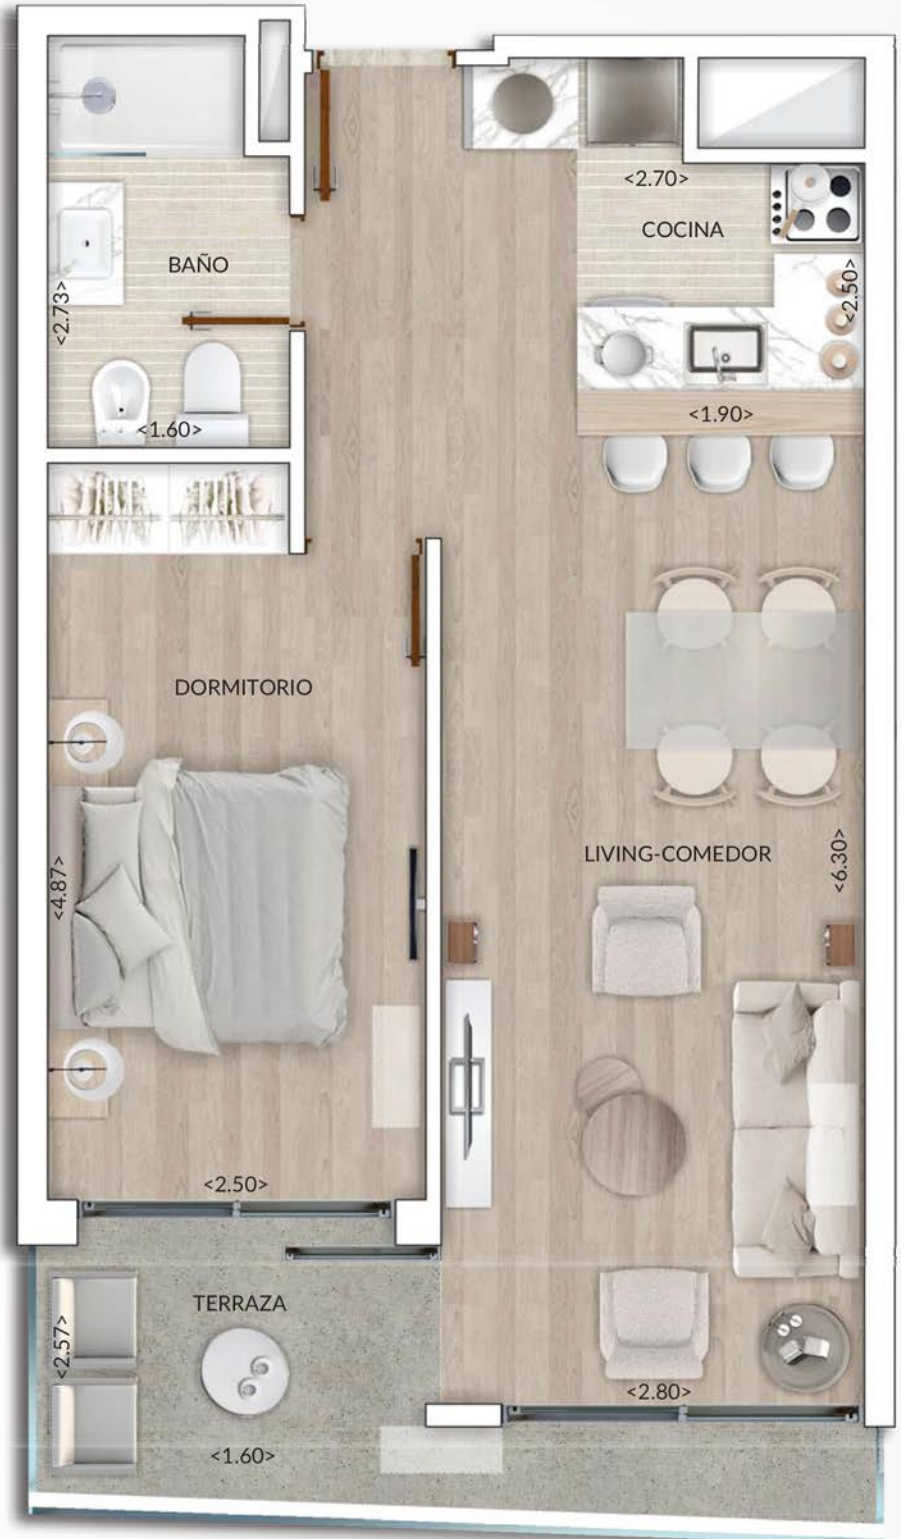 <2.70>
COCINA
BAÑO
<2.50>
<2.73>
<1.90>
<1.60>
DORMITORIO
LIVING-COMEDOR
<6.30>
<4.87>
<2.50>
TERRAZA
<2.57>
<2.80>
<1.60>